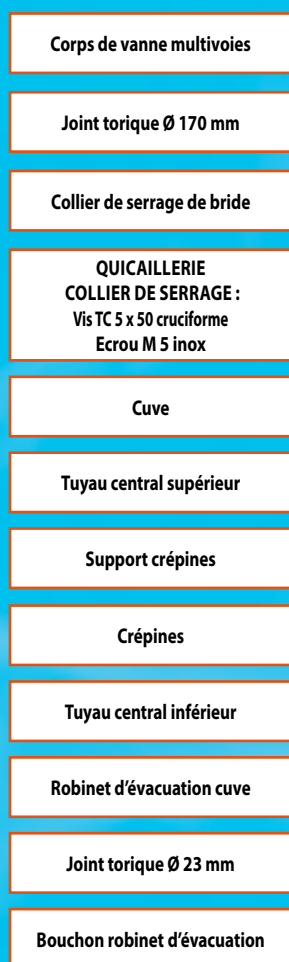 Corps de vanne multivoies
Joint torique Ø 170 mm
Collier de serrage de bride
QUICAILLERIE
COLLIER DE SERRAGE :
Vis TC 5 x 50 cruciforme
Ecrou M 5 inox
Cuve
Tuyau central supérieur
Support crépines
Crépines
Tuyau central inférieur
Robinet d’évacuation cuve
Joint torique Ø 23 mm
Bouchon robinet d’évacuation